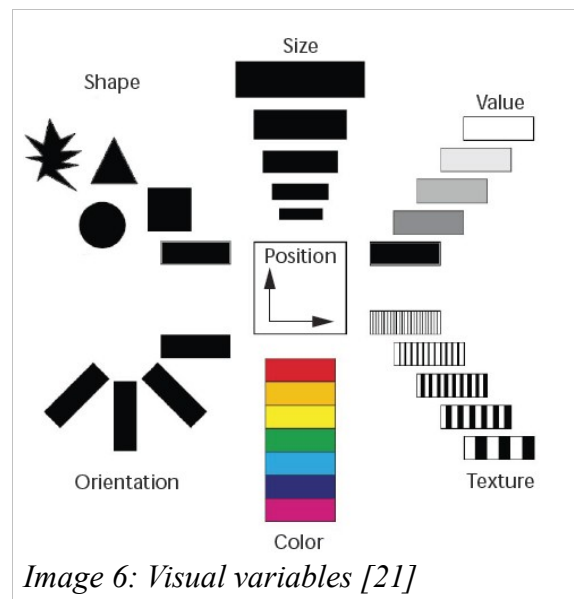 Size
Shape
Value
Position
Orientation
Texture
Color
Image 6: Visual variables [21]